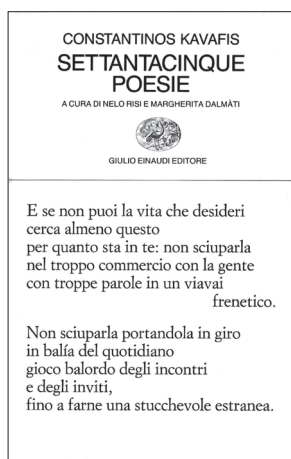 CONSTANTINOS KAVAFIS
SETTANTACINQUE
POESIE
A CURA DI NELO RISI E MARGHERITA DALMÀTI
GIULIO EINAUDI EDITORE
E se non puoi la vita che desideri
cerca almeno questo
per quanto sta in te: non sciuparla
nel troppo commercio con la gente
con troppe parole in un viavai
frenetico.
Non sciuparla portandola in giro
in balía del quotidiano
gioco balordo degli incontri
e degli inviti,
fino a farne una stucchevole estranea.